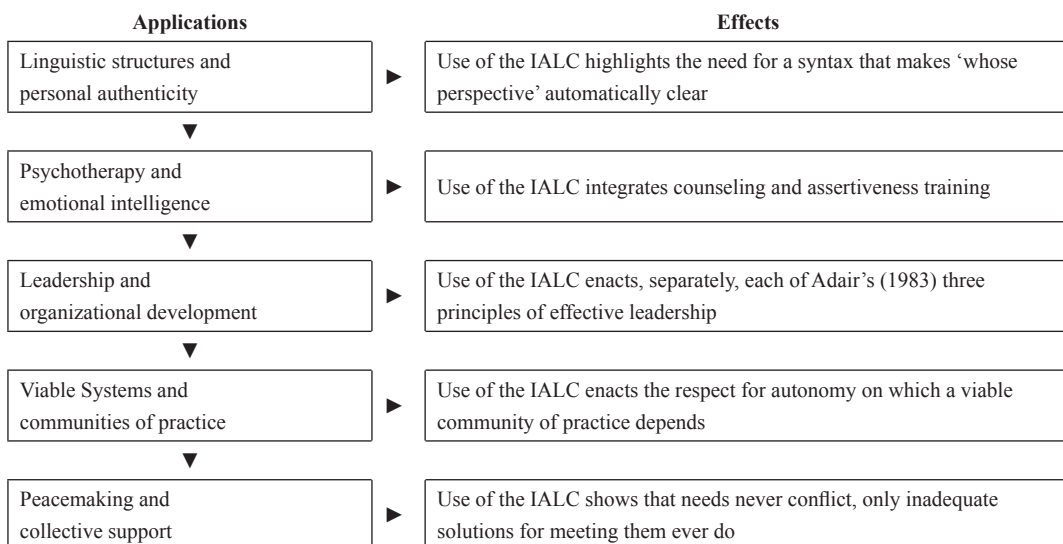 Applications
Effects
Linguistic structures and
personal authenticity
Use of the IALC highlights the need for a syntax that makes ‘whose
perspective’ automatically clear
Psychotherapy and
emotional intelligence
Use of the IALC integrates counseling and assertiveness training
Leadership and
organizational development
Use of the IALC enacts, separately, each of Adair’s (1983) three
principles of effective leadership
Viable Systems and
communities of practice
Use of the IALC enacts the respect for autonomy on which a viable
community of practice depends
Peacemaking and
collective support
Use of the IALC shows that needs never conflict, only inadequate
solutions for meeting them ever do